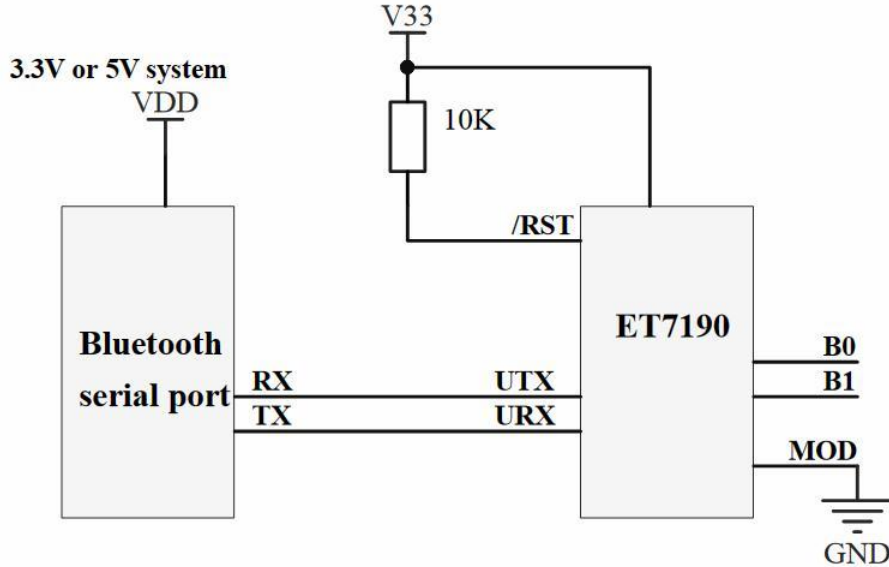 V33
3.3V or 5V system
VDD
10K
/RST
ET7190
Bluetooth
serial port
RX
UTX
TX
URX
B0
B1
MOD
GND